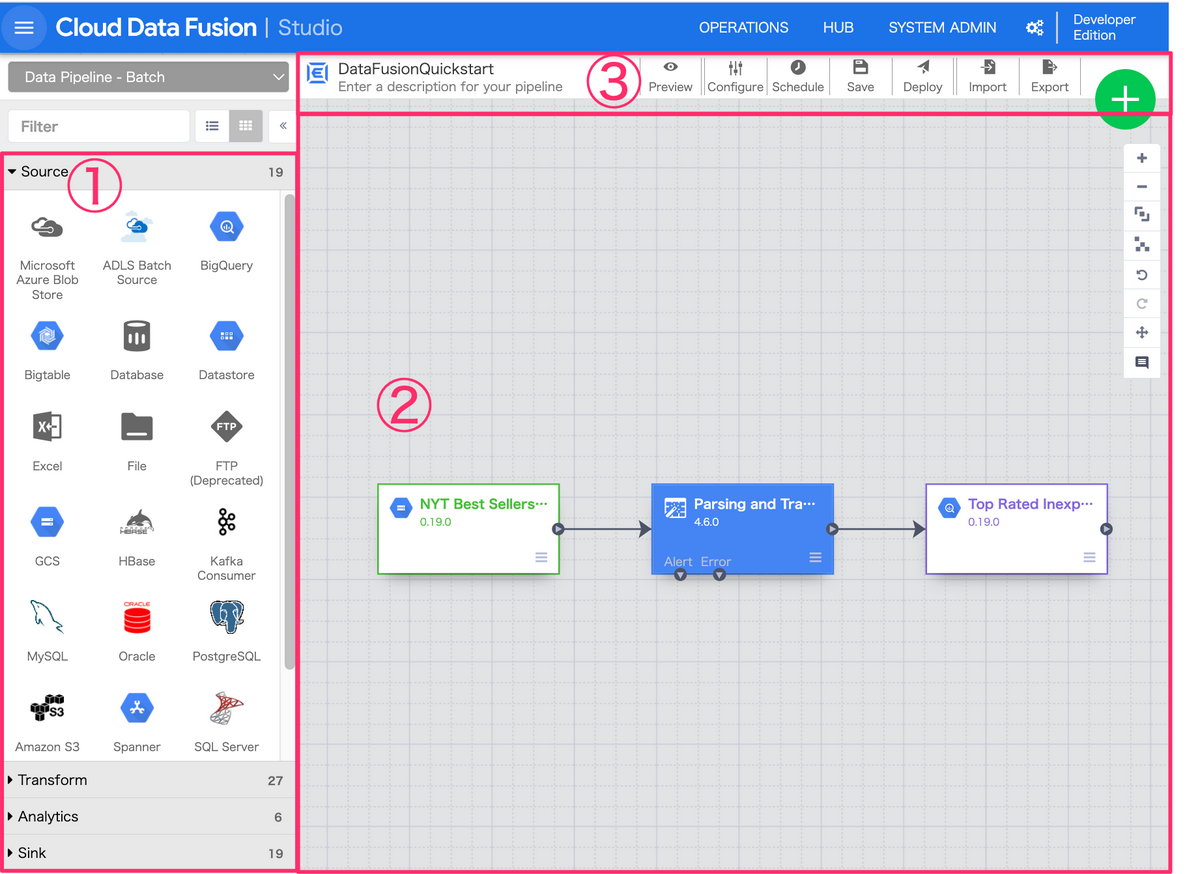 Cloud Data Fusion | Studio
OPERATIONS
HUB
SYSTEM ADMIN
Developer
Edition
Data Pipeline - Batch
DataFusionQuickstart
Enter a description for your pipeline
③
Preview
Configure
Schedule
Save
Deploy
Import
Export
Filter
Source
①
19
Microsoft
Azure Blob
Store
ADLS Batch
Source
BigQuery
Bigtable
Database
Datastore
Excel
File
FTP
FTP
(Deprecated)
GCS
HBase
Kafka
Consumer
MySQL
ORACLE
Oracle
PostgreSQL
S3
Amazon S3
Spanner
SQL Server
Transform
27
Analytics
6
Sink
19
②
NYT Best Sellers···
0.19.0
Parsing and Tra···
4.6.0
Alert Error
Top Rated Inexp···
0.19.0